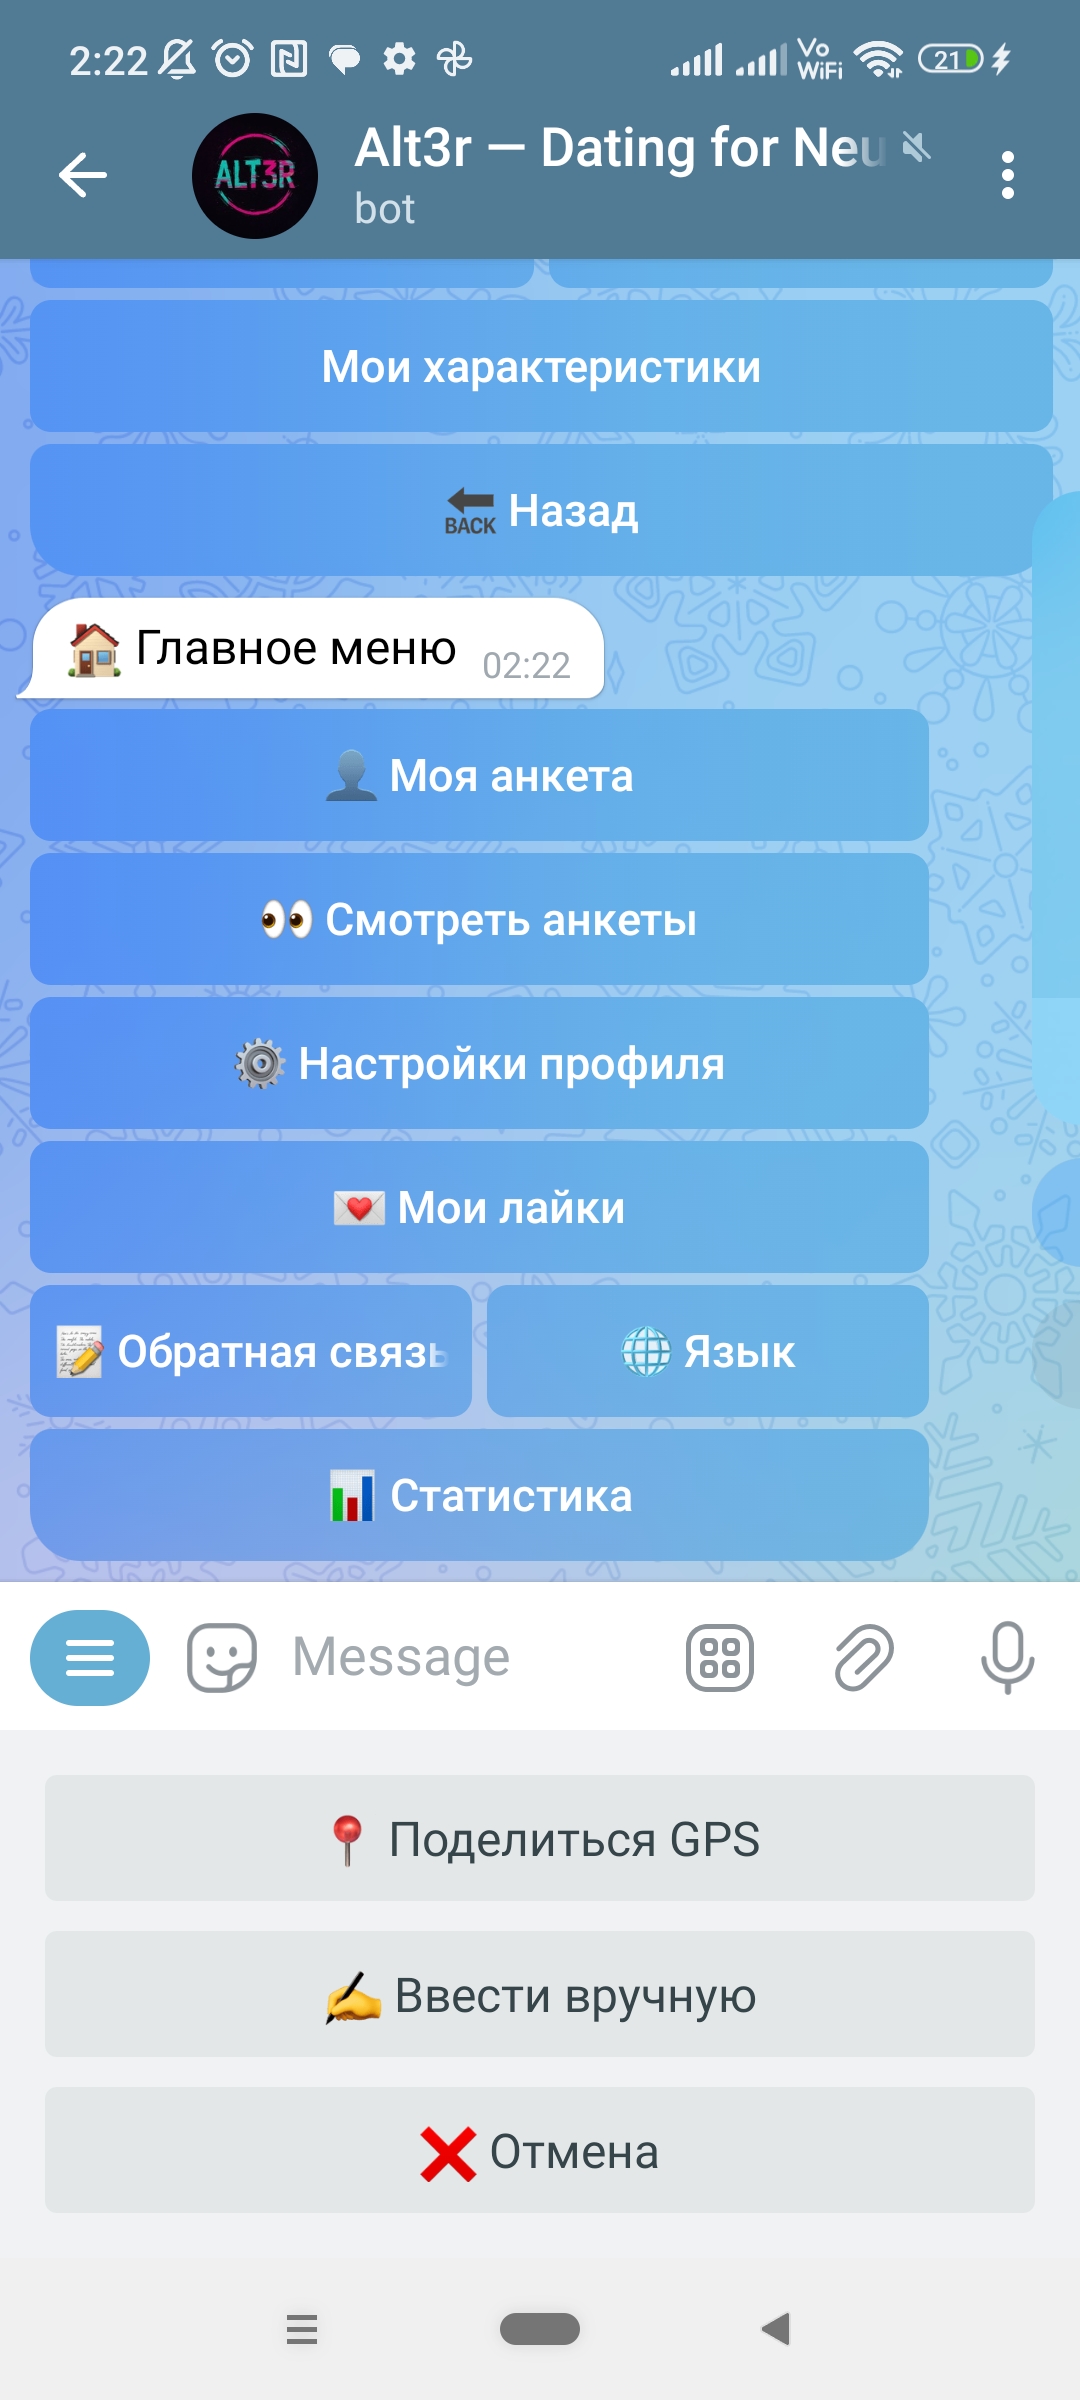 2:22
Vo
WiFi
21
ALT3R
Alt3r — Dating for Neu
bot
Мои характеристики
BACK Назад
Главное меню 02:22
Моя анкета
Смотреть анкеты
Настройки профиля
Мои лайки
Обратная связь
Язык
Статистика
Message
Поделиться GPS
Ввести вручную
Отмена